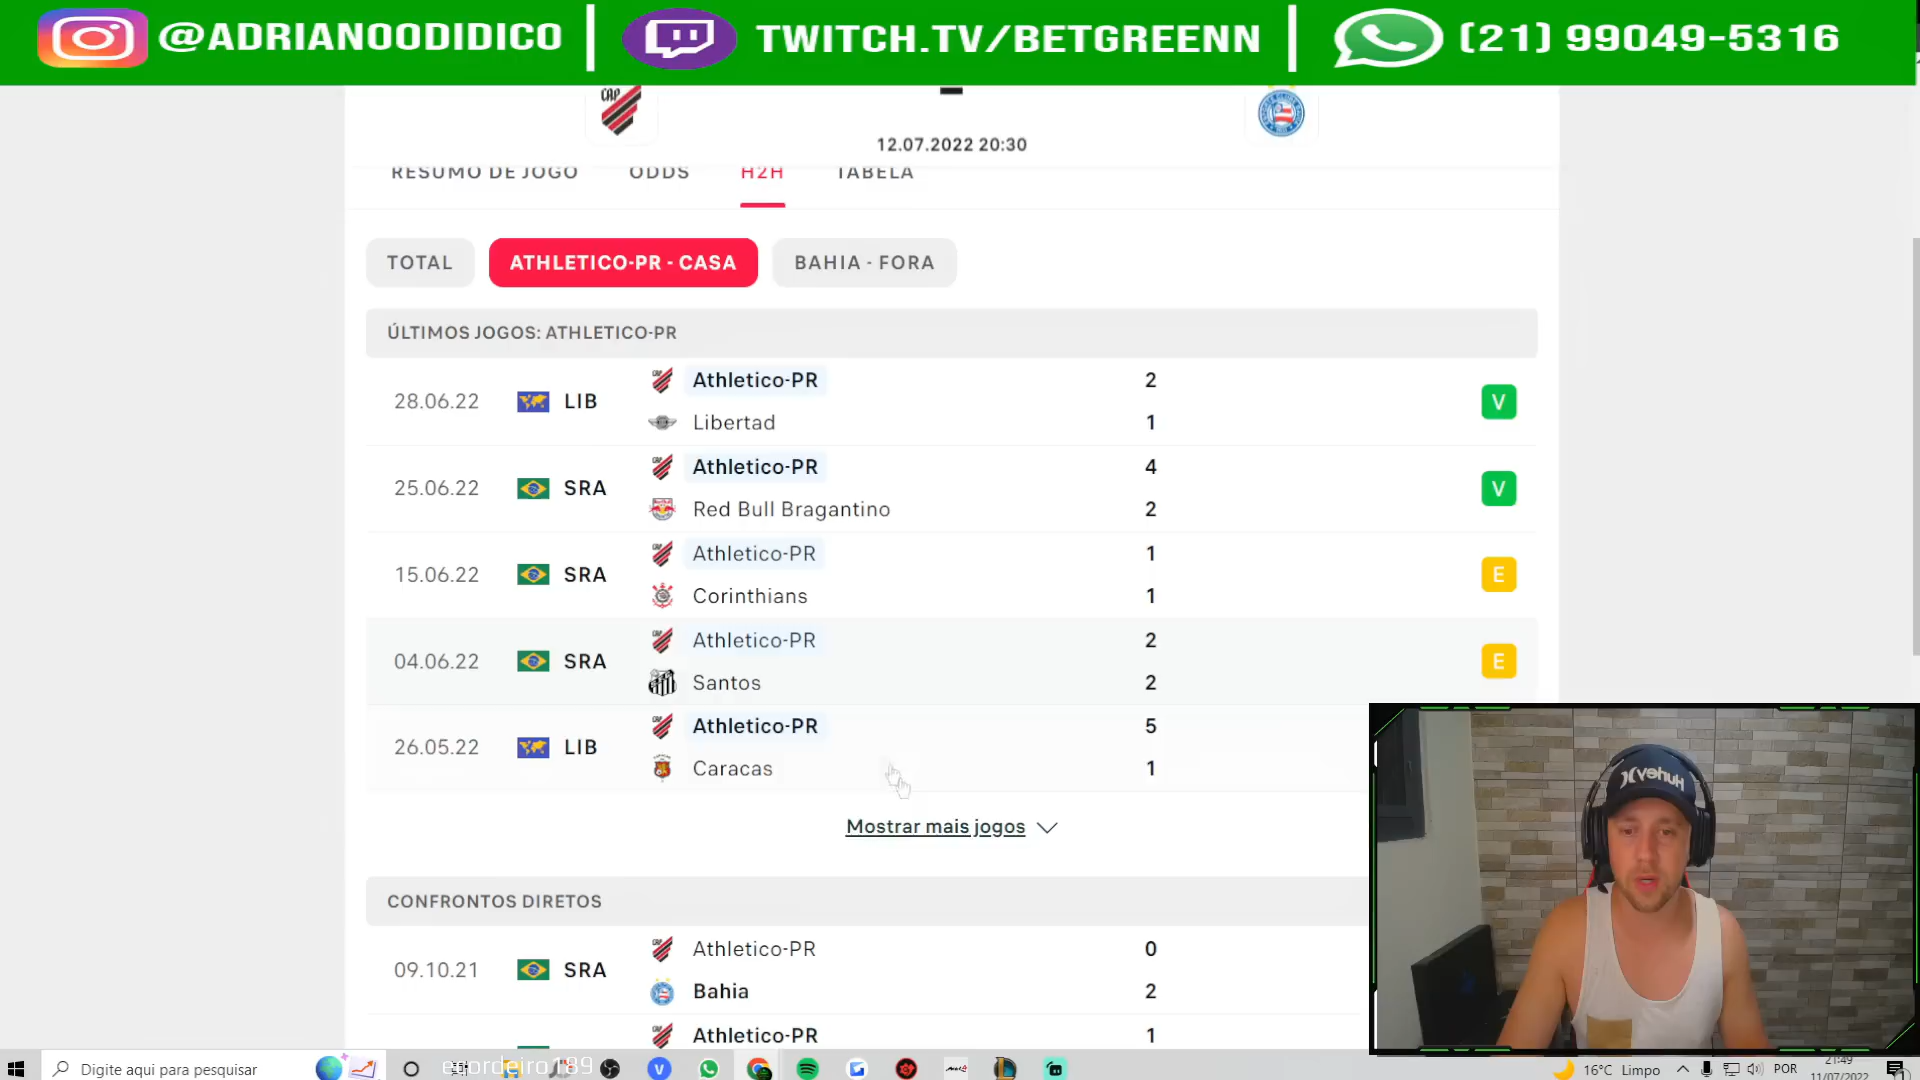 @ADRIANOODIDICO | TWITCH.TV/BETGREENN | (21) 99049-5316
CAP
-
12.07.2022 20:30
RESUMO DE JOGO ODDS H2H TABELA
TOTAL ATHLETICO-PR - CASA BAHIA - FORA
ÚLTIMOS JOGOS: ATHLETICO-PR
28.06.22 LIB Athletico-PR 2 V
Libertad 1
25.06.22 SRA Athletico-PR 4 V
Red Bull Bragantino 2
15.06.22 SRA Athletico-PR 1 E
Corinthians 1
04.06.22 SRA Athletico-PR 2 E
Santos 2
26.05.22 LIB Athletico-PR 5
Caracas 1
Mostrar mais jogos
CONFRONTOS DIRETOS
09.10.21 SRA Athletico-PR 0
Bahia 2
Athletico-PR 1
Digite aqui para pesquisar
16°C Limpo POR 21:49
11/07/2022